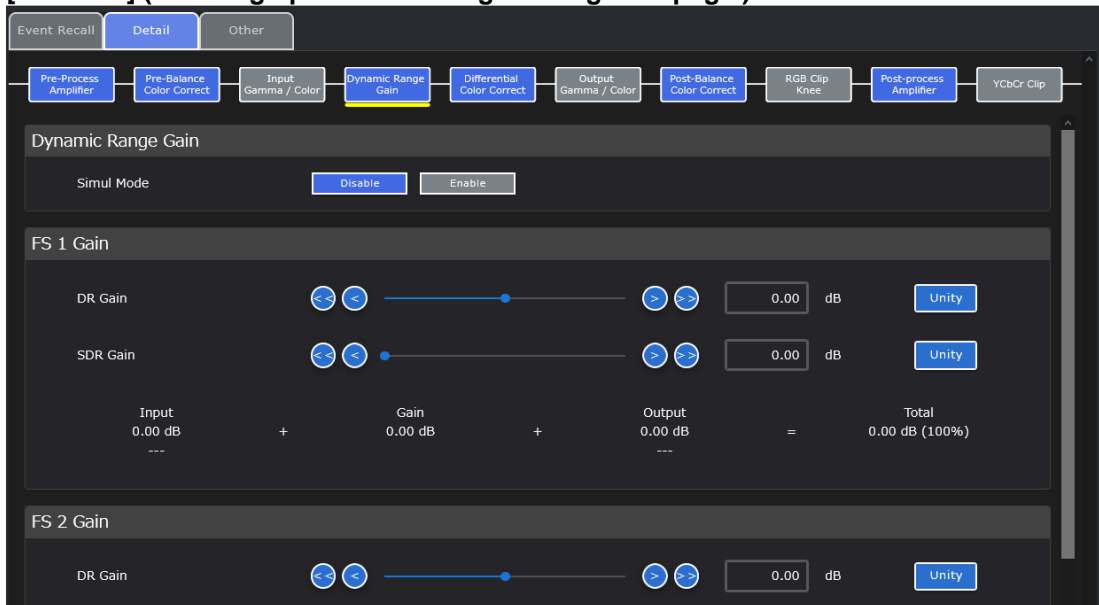 Event Recall Detail Other
Pre-Process Amplifier
Pre-Balance Color Correct
Input Gamma / Color
Dynamic Range Gain
Differential Color Correct
Output Gamma / Color
Post-Balance Color Correct
RGB Clip Knee
Post-process Amplifier
YCbCr Clip
Dynamic Range Gain
Simul Mode Disable Enable
FS 1 Gain
DR Gain << < > >> 0.00 dB Unity
SDR Gain << < > >> 0.00 dB Unity
Input Gain Output Total
0.00 dB + 0.00 dB + 0.00 dB = 0.00 dB (100%)
--- ---
FS 2 Gain
DR Gain << < > >> 0.00 dB Unity